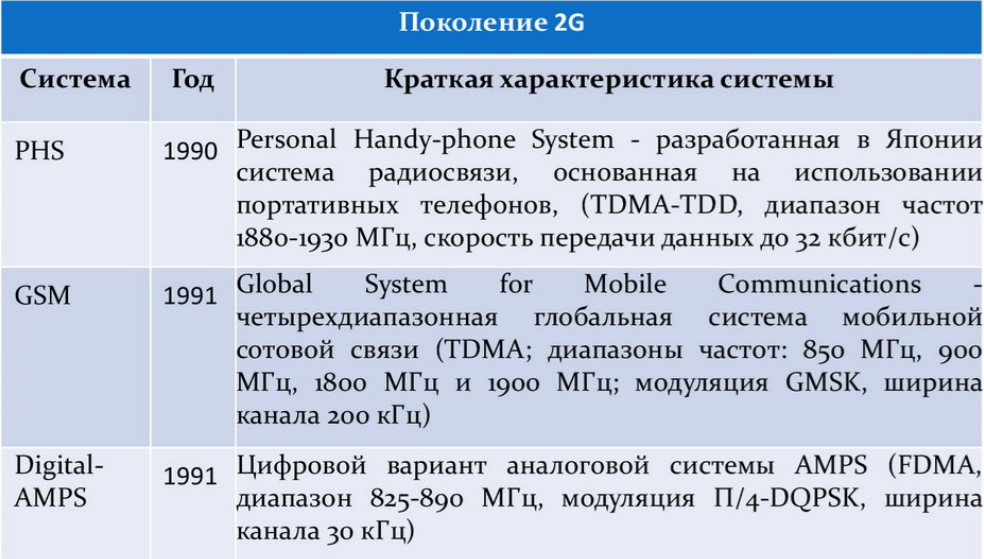 Поколение 2G
Система Год Краткая характеристика системы
PHS 1990 Personal Handy-phone System - разработанная в Японии
система радиосвязи, основанная на использовании
портативных телефонов, (TDMA-TDD, диапазон частот
1880-1930 МГц, скорость передачи данных до 32 кбит/с)
GSM 1991 Global System for Mobile Communications -
четырехдиапазонная глобальная система мобильной
сотовой связи (TDMA; диапазоны частот: 850 МГц, 900
МГц, 1800 МГц и 1900 МГц; модуляция GMSK, ширина
канала 200 кГц)
Digital-
AMPS 1991 Цифровой вариант аналоговой системы AMPS (FDMA,
диапазон 825-890 МГц, модуляция П/4-DQPSK, ширина
канала 30 кГц)